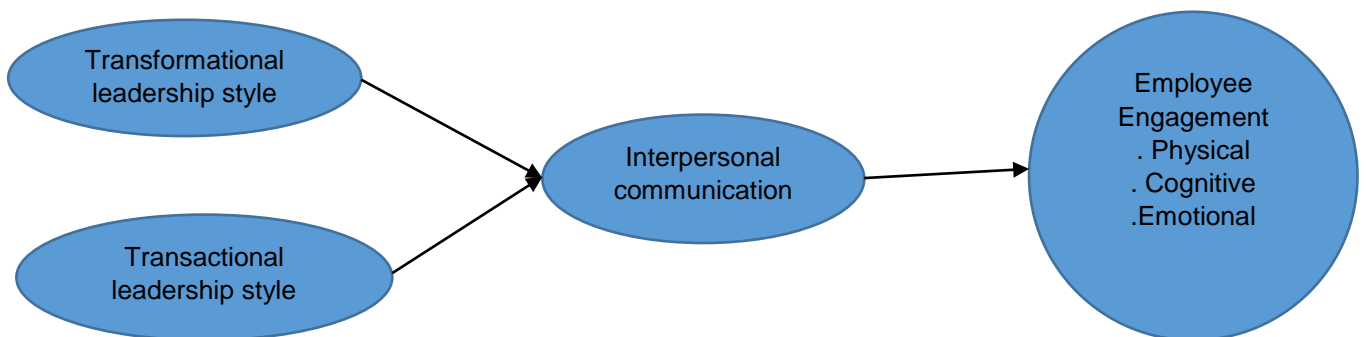 Transformational
leadership style
Transactional
leadership style
Interpersonal
communication
Employee
Engagement
. Physical
. Cognitive
.Emotional